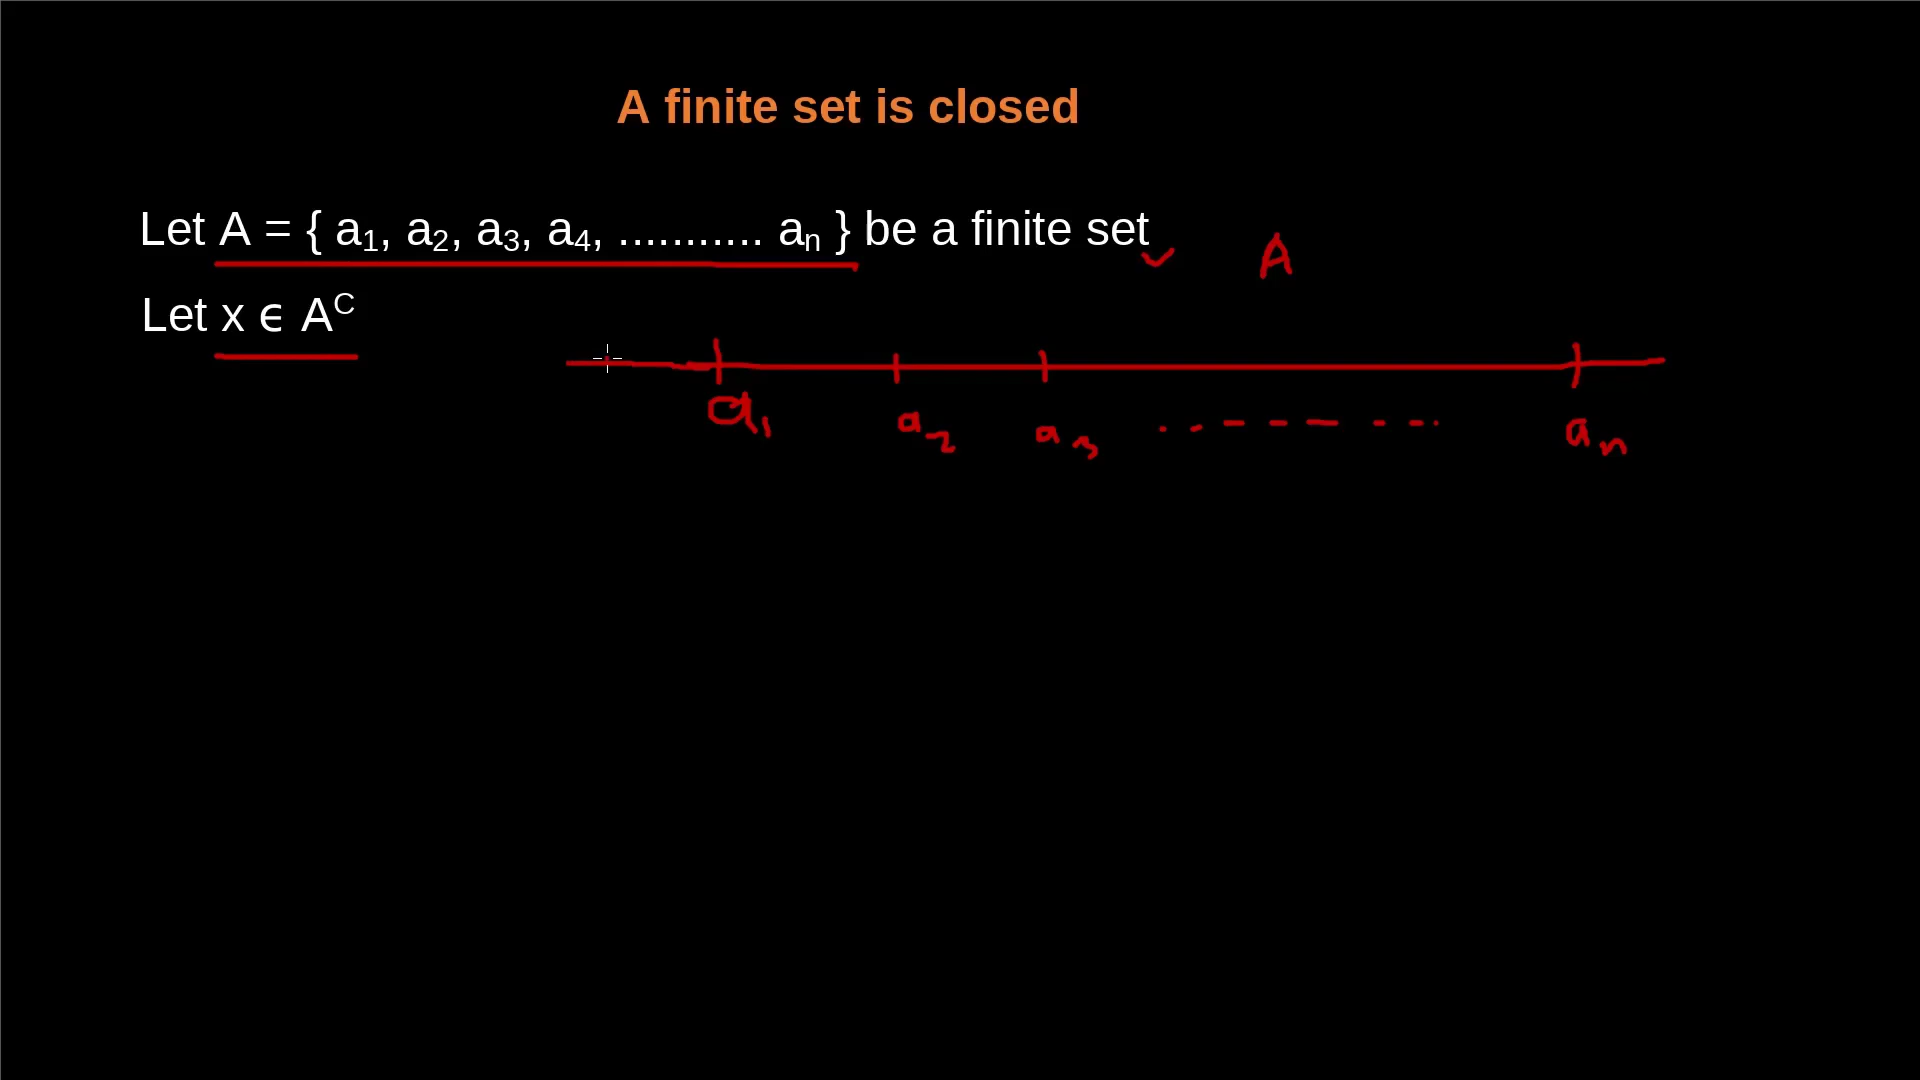 A finite set is closed
Let A = { a₁, a₂, a₃, a₄, ........... aₙ } be a finite set
A
Let x ϵ Aᶜ
a₁ a₂ a₃ . . - - - - - . aₙ